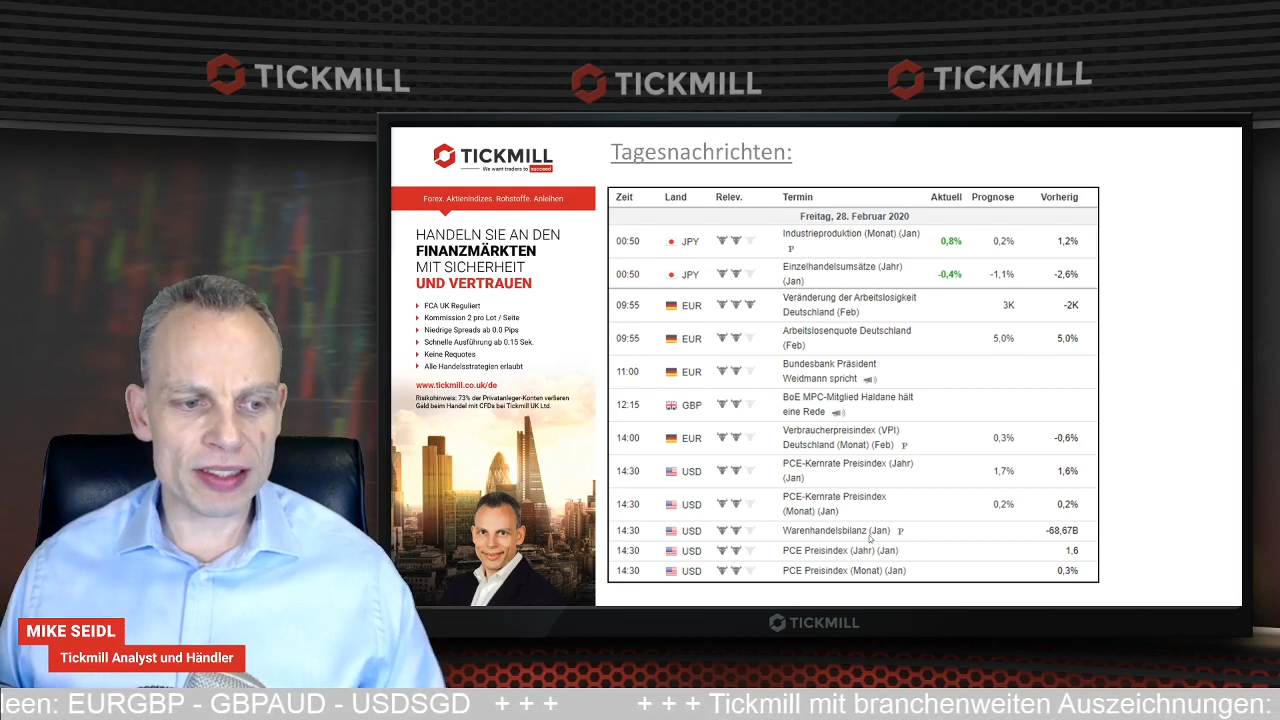 TICKMILL
TICKMILL
TICKMILL
TICKMILL
We want traders to succeed
Forex. Aktienindizes. Rohstoffe. Anleihen
HANDELN SIE AN DEN
FINANZMÄRKTEN
MIT SICHERHEIT
UND VERTRAUEN
FCA UK Reguliert
Kommission 2 pro Lot / Seite
Niedrige Spreads ab 0.0 Pips
Schnelle Ausführung ab 0.15 Sek.
Keine Requotes
Alle Handelsstrategien erlaubt
www.tickmill.co.uk/de
Risikohinweis: 73% der Privatanleger-Konten verlieren
Geld beim Handel mit CFDs bei Tickmill UK Ltd.
Tagesnachrichten:
Zeit Land Relev. Termin Aktuell Prognose Vorherig
Freitag, 28. Februar 2020
00:50 JPY Industrieproduktion (Monat) (Jan) P 0,8% 0,2% 1,2%
00:50 JPY Einzelhandelsumsätze (Jahr) (Jan) -0,4% -1,1% -2,6%
09:55 EUR Veränderung der Arbeitslosigkeit Deutschland (Feb) 3K -2K
09:55 EUR Arbeitslosenquote Deutschland (Feb) 5,0% 5,0%
11:00 EUR Bundesbank Präsident Weidmann spricht
12:15 GBP BoE MPC-Mitglied Haldane hält eine Rede
14:00 EUR Verbraucherpreisindex (VPI) Deutschland (Monat) (Feb) P 0,3% -0,6%
14:30 USD PCE-Kernrate Preisindex (Jahr) (Jan) 1,7% 1,6%
14:30 USD PCE-Kernrate Preisindex (Monat) (Jan) 0,2% 0,2%
14:30 USD Warenhandelsbilanz (Jan) P -68,67B
14:30 USD PCE Preisindex (Jahr) (Jan) 1,6
14:30 USD PCE Preisindex (Monat) (Jan) 0,3%
TICKMILL
MIKE SEIDL
Tickmill Analyst und Händler
leen: EURGBP - GBPAUD - USDSGD +++ +++ Tickmill mit branchenweiten Auszeichnungen: